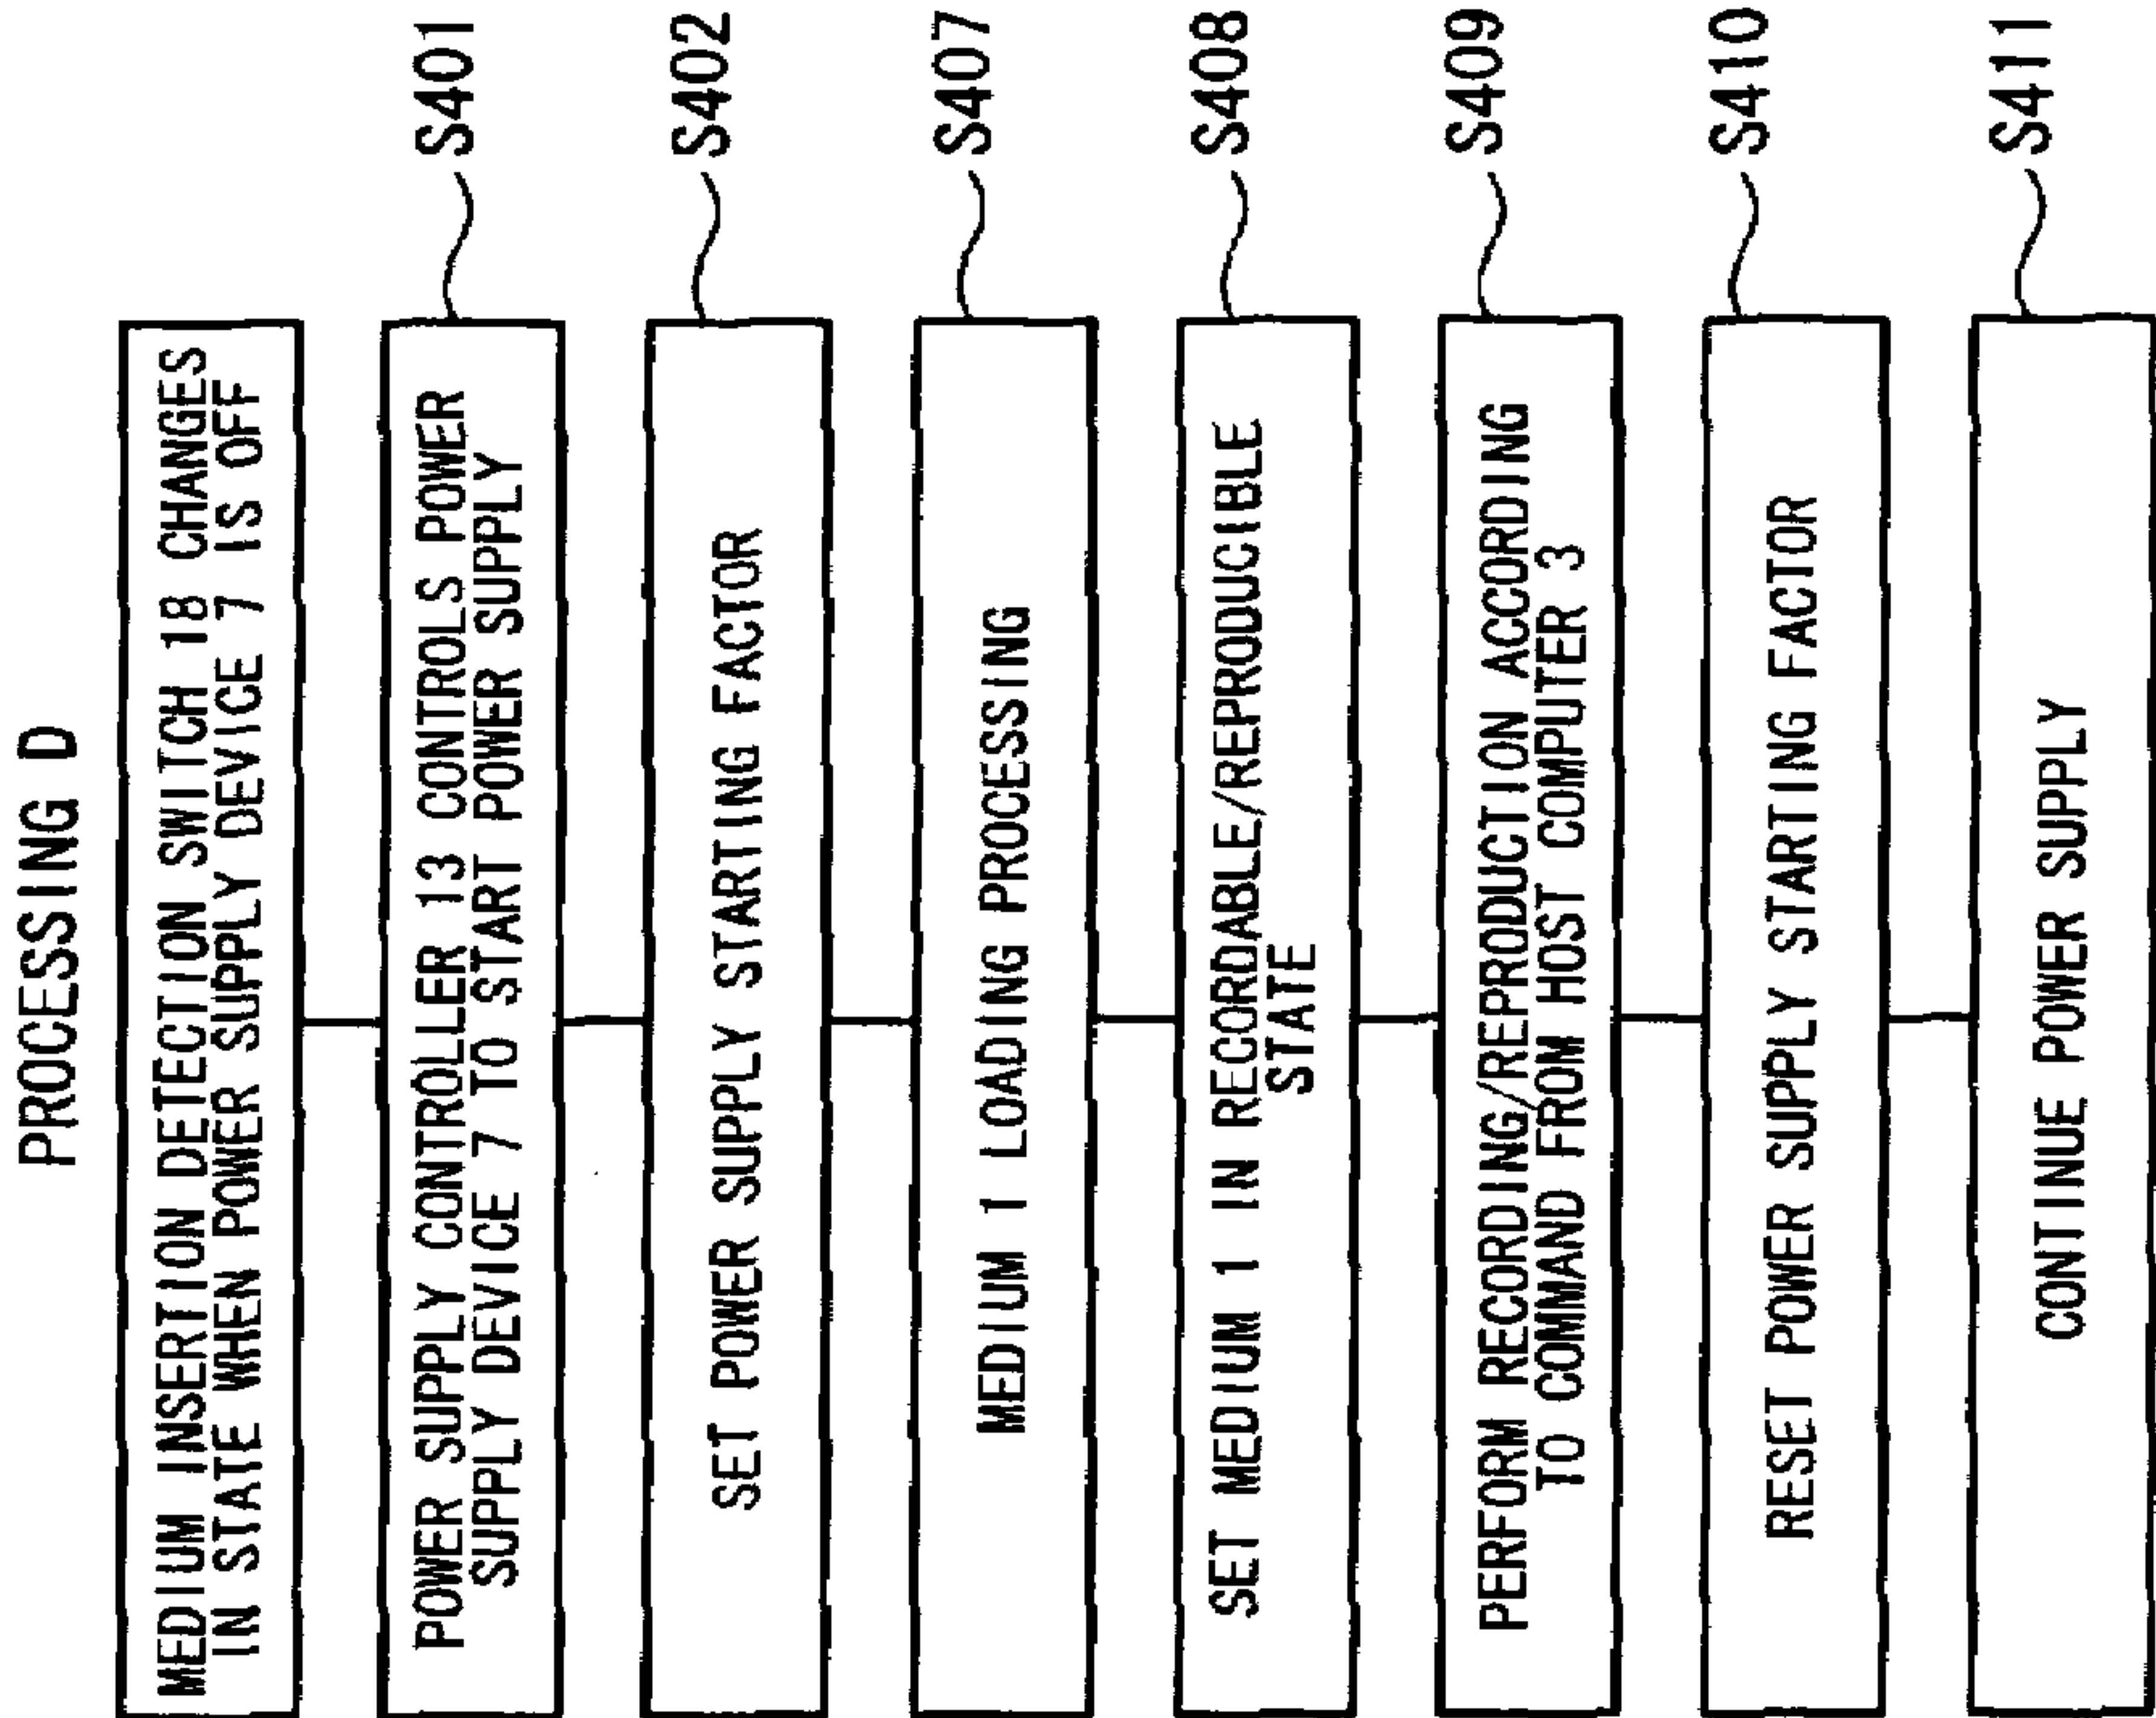 PROCESSING D
MEDIUM INSERTION DETECTION SWITCH 18 CHANGES
IN STATE WHEN POWER SUPPLY DEVICE 7 IS OFF
POWER SUPPLY CONTROLLER 13 CONTROLS POWER
SUPPLY DEVICE 7 TO START POWER SUPPLY
S401
SET POWER SUPPLY STARTING FACTOR
S402
MEDIUM 1 LOADING PROCESSING
S407
SET MEDIUM 1 IN RECORDABLE/REPRODUCIBLE
STATE
S408
PERFORM RECORDING/REPRODUCTION ACCORDING
TO COMMAND FROM HOST COMPUTER 3
S409
RESET POWER SUPPLY STARTING FACTOR
S410
CONTINUE POWER SUPPLY
S411